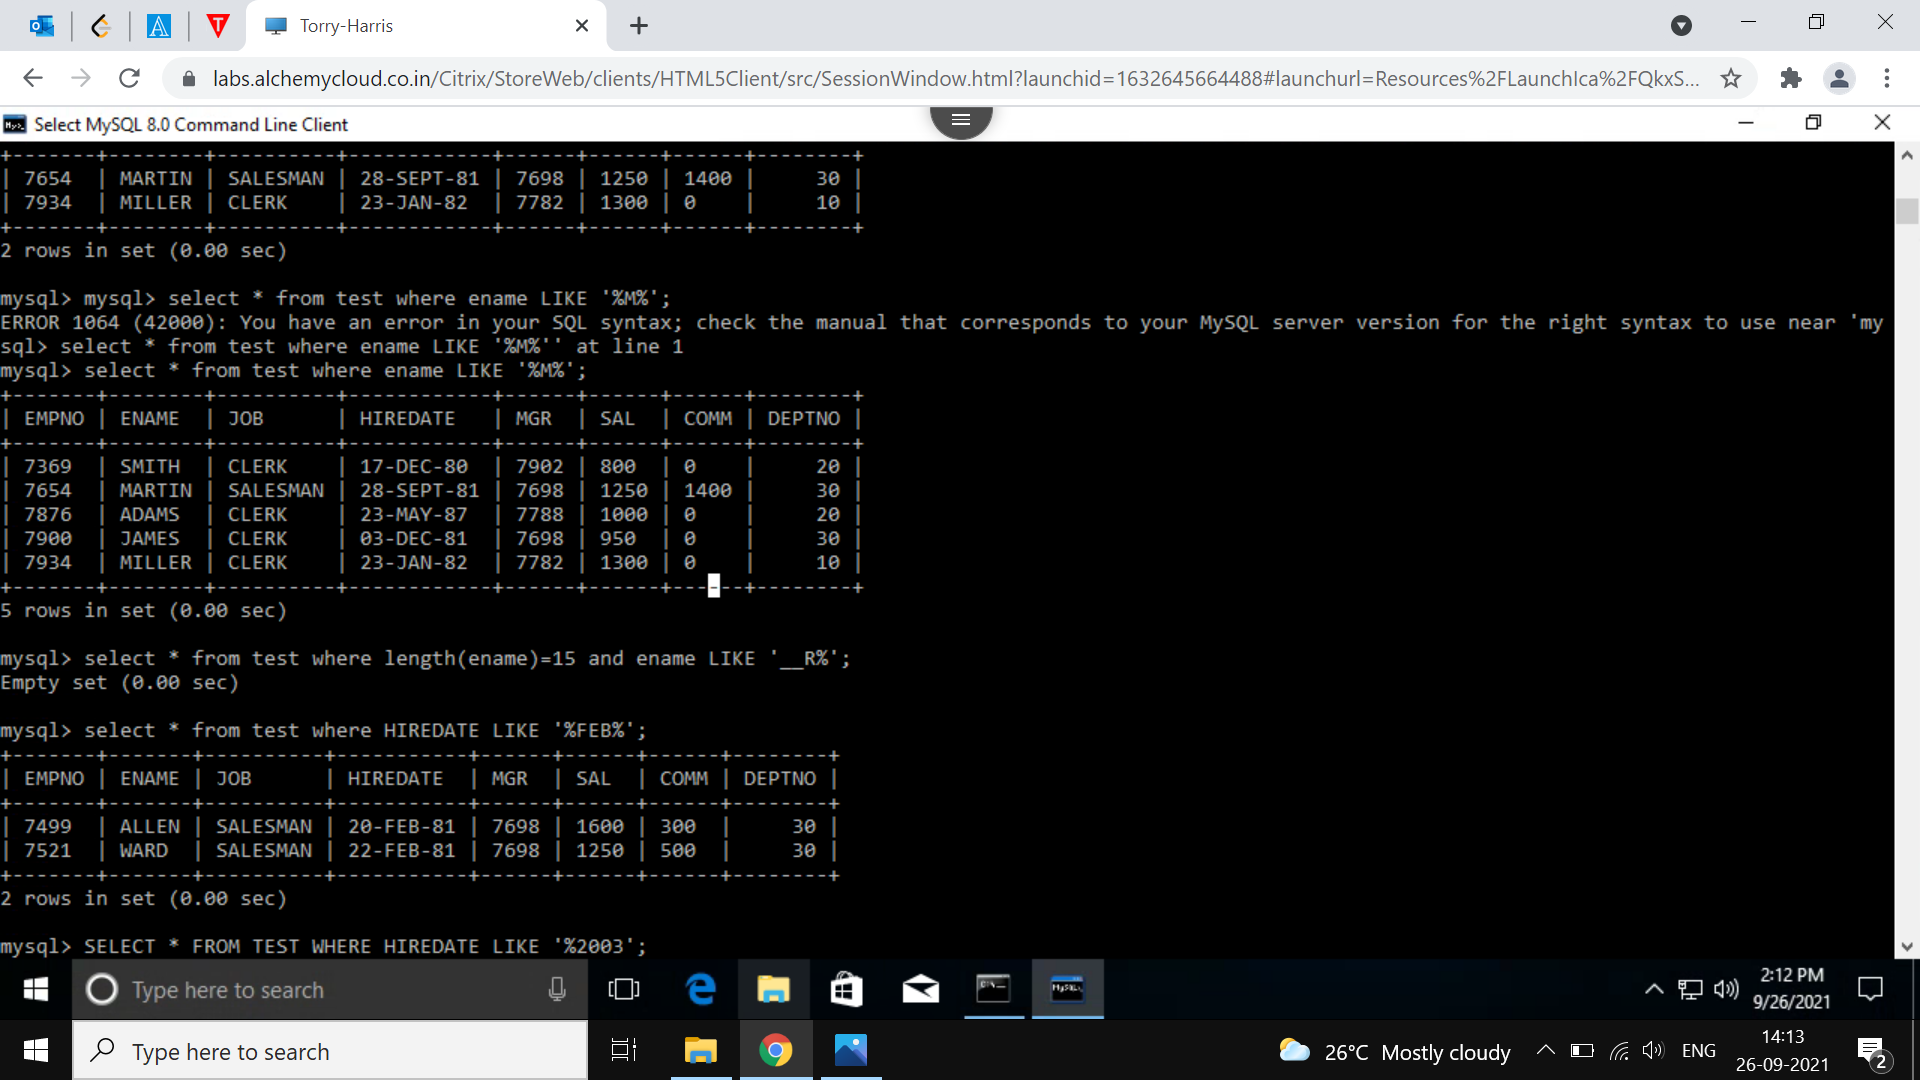 Torry-Harris
labs.alchemycloud.co.in/Citrix/StoreWeb/clients/HTML5Client/src/SessionWindow.html?launchid=1632645664488#launchurl=Resources%2FLaunchIca%2FQkxS...
Select MySQL 8.0 Command Line Client
+-------+--------+----------+------------+------+------+------+--------+
| 7654 | MARTIN | SALESMAN | 28-SEPT-81 | 7698 | 1250 | 1400 | 30 |
| 7934 | MILLER | CLERK | 23-JAN-82 | 7782 | 1300 | 0 | 10 |
+-------+--------+----------+------------+------+------+------+--------+
2 rows in set (0.00 sec)
mysql> mysql> select * from test where ename LIKE '%M%';
ERROR 1064 (42000): You have an error in your SQL syntax; check the manual that corresponds to your MySQL server version for the right syntax to use near 'my
sql> select * from test where ename LIKE '%M%'' at line 1
mysql> select * from test where ename LIKE '%M%';
+-------+--------+----------+------------+------+------+------+--------+
| EMPNO | ENAME | JOB | HIREDATE | MGR | SAL | COMM | DEPTNO |
+-------+--------+----------+------------+------+------+------+--------+
| 7369 | SMITH | CLERK | 17-DEC-80 | 7902 | 800 | 0 | 20 |
| 7654 | MARTIN | SALESMAN | 28-SEPT-81 | 7698 | 1250 | 1400 | 30 |
| 7876 | ADAMS | CLERK | 23-MAY-87 | 7788 | 1000 | 0 | 20 |
| 7900 | JAMES | CLERK | 03-DEC-81 | 7698 | 950 | 0 | 30 |
| 7934 | MILLER | CLERK | 23-JAN-82 | 7782 | 1300 | 0 | 10 |
+-------+--------+----------+------------+------+------+------+--------+
5 rows in set (0.00 sec)
mysql> select * from test where length(ename)=15 and ename LIKE '__R%';
Empty set (0.00 sec)
mysql> select * from test where HIREDATE LIKE '%FEB%';
+-------+-------+----------+-----------+------+------+------+--------+
| EMPNO | ENAME | JOB | HIREDATE | MGR | SAL | COMM | DEPTNO |
+-------+-------+----------+-----------+------+------+------+--------+
| 7499 | ALLEN | SALESMAN | 20-FEB-81 | 7698 | 1600 | 300 | 30 |
| 7521 | WARD | SALESMAN | 22-FEB-81 | 7698 | 1250 | 500 | 30 |
+-------+-------+----------+-----------+------+------+------+--------+
2 rows in set (0.00 sec)
mysql> SELECT * FROM TEST WHERE HIREDATE LIKE '%2003';
Type here to search
2:12 PM
9/26/2021
Type here to search
26°C Mostly cloudy
ENG
14:13
26-09-2021
2